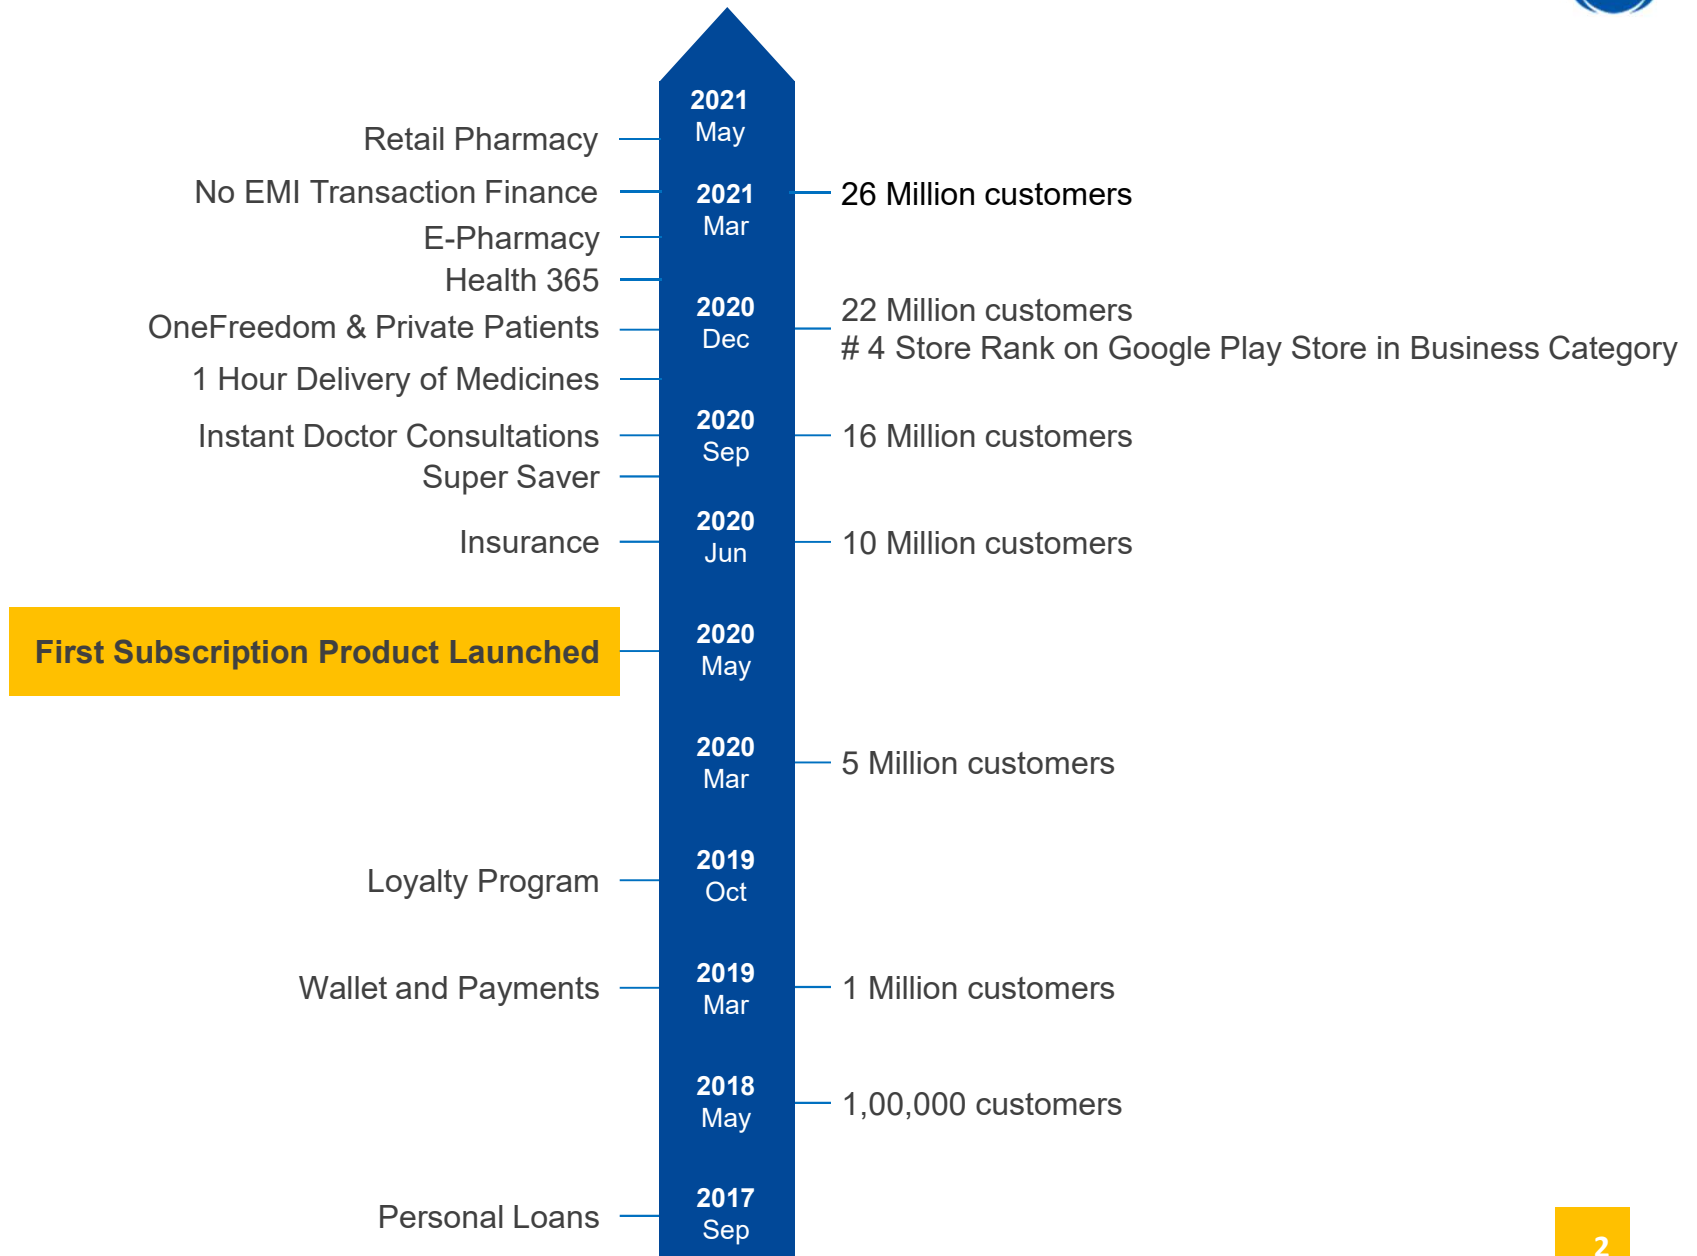 2021
May
Retail Pharmacy
No EMI Transaction Finance
2021
Mar
26 Million customers
E-Pharmacy
Health 365
2020
Dec
22 Million customers
# 4 Store Rank on Google Play Store in Business Category
OneFreedom & Private Patients
1 Hour Delivery of Medicines
2020
Sep
Instant Doctor Consultations
16 Million customers
Super Saver
2020
Jun
Insurance
10 Million customers
First Subscription Product Launched
2020
May
2020
Mar
5 Million customers
2019
Oct
Loyalty Program
2019
Mar
Wallet and Payments
1 Million customers
2018
May
1,00,000 customers
2017
Sep
Personal Loans
2